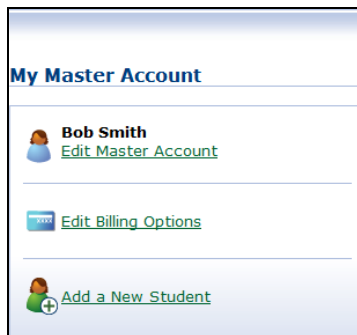 My Master Account
Bob Smith
Edit Master Account
Edit Billing Options
Add a New Student